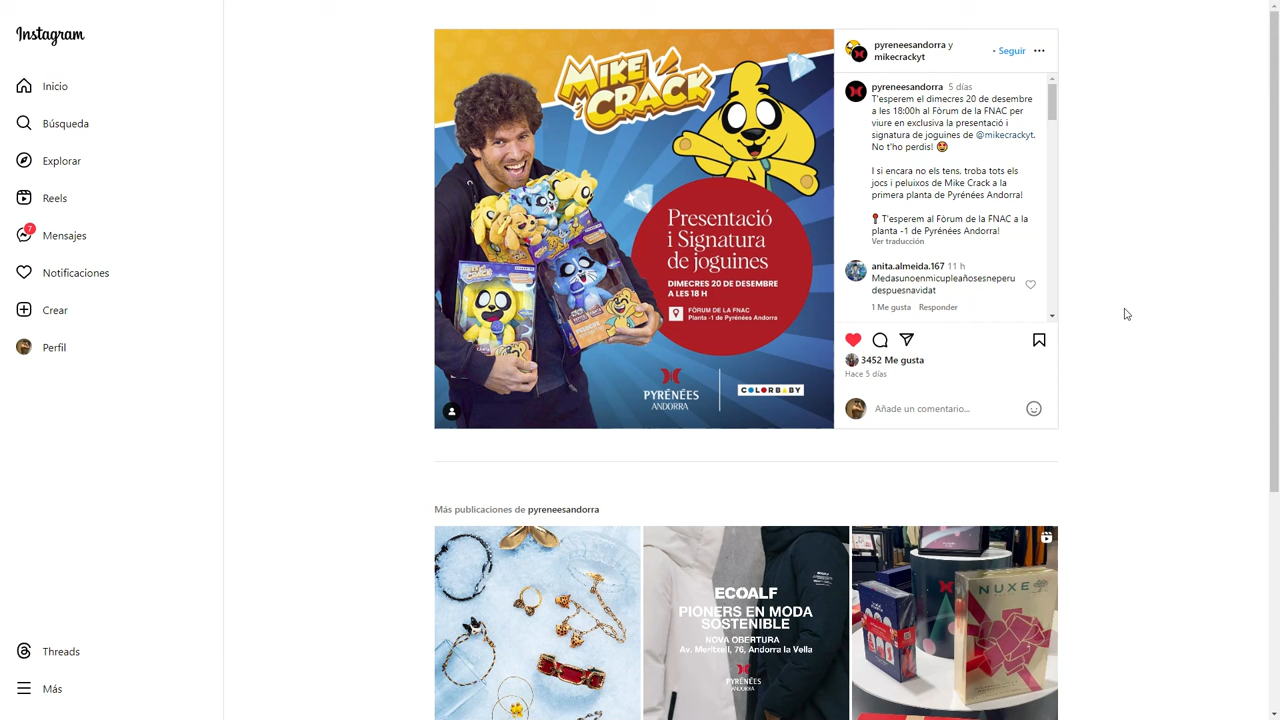 Instagram
Inicio
Búsqueda
Explorar
Reels
7
Mensajes
Notificaciones
Crear
Perfil
Threads
Más
MIKE
CRACK
Presentació
i Signatura
de joguines
DIMECRES 20 DE DESEMBRE
A LES 18 H
FÒRUM DE LA FNAC
Planta -1 de Pyrénées Andorra
PYRÉNÉES
ANDORRA
COLORBABY
pyreneesandorra y
mikecrackyt
• Seguir
pyreneesandorra 5 días
T'esperem el dimecres 20 de desembre
a les 18:00h al Fòrum de la FNAC per
viure en exclusiva la presentació i
signatura de joguines de @mikecrackyt.
No t'ho perdis! 🤩
I si encara no els tens, troba tots els
jocs i peluixos de Mike Crack a la
primera planta de Pyrénées Andorra!
📍 T'esperem al Fòrum de la FNAC a la
planta -1 de Pyrénées Andorra!
Ver traducción
anita.almeida.167 11 h
Medasunoenmicupleañosesneperu
despuesnavidat
1 Me gusta Responder
3452 Me gusta
Hace 5 días
Añade un comentario...
Más publicaciones de pyreneesandorra
ECOALF
PIONERS EN MODA
SOSTENIBLE
NOVA OBERTURA
Av. Meritxell, 76, Andorra la Vella
PYRÉNÉES
ANDORRA
NUXE